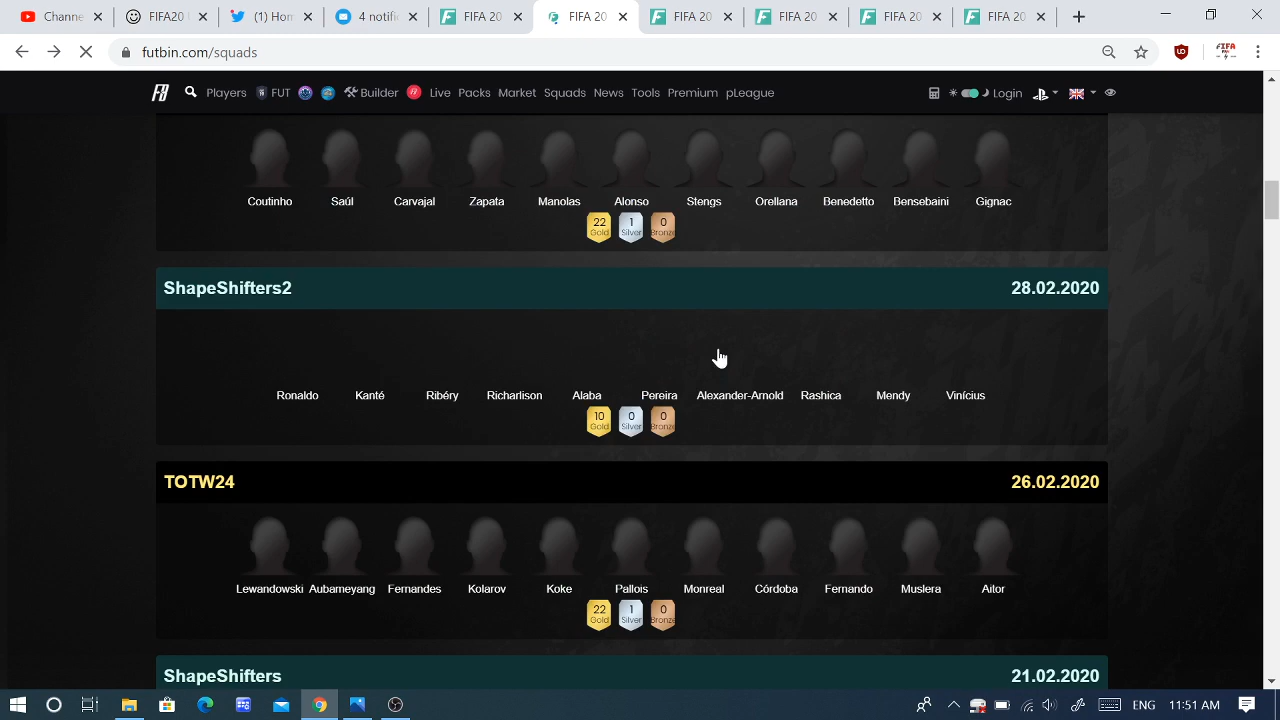 Channe
FIFA20
(1) Hom
4 notific
FIFA 20
FIFA 20
FIFA 20
FIFA 20
FIFA 20
FIFA 20
futbin.com/squads
Players FUT Builder Live Packs Market Squads News Tools Premium pLeague Login
Coutinho Saúl Carvajal Zapata Manolas Alonso Stengs Orellana Benedetto Bensebaini Gignac
22 1 0
Gold Silver Bronze
ShapeShifters2 28.02.2020
Ronaldo Kanté Ribéry Richarlison Alaba Pereira Alexander-Arnold Rashica Mendy Vinícius
10 0 0
Gold Silver Bronze
TOTW24 26.02.2020
Lewandowski Aubameyang Fernandes Kolarov Koke Pallois Monreal Córdoba Fernando Muslera Aitor
22 1 0
Gold Silver Bronze
ShapeShifters 21.02.2020
ENG 11:51 AM